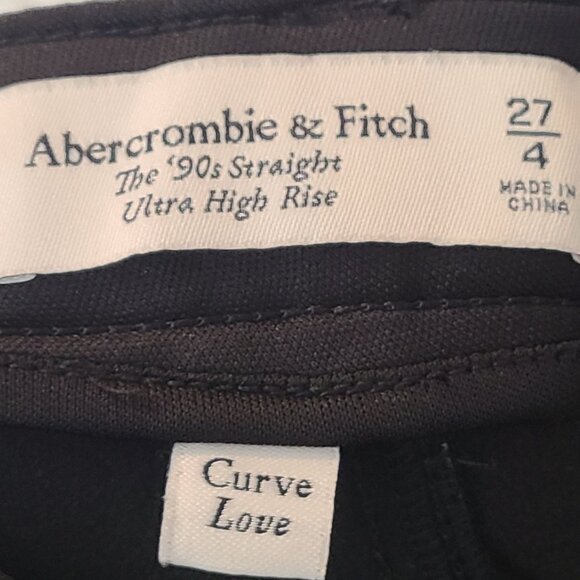 Abercrombie & Fitch
The ‘90s Straight
Ultra High Rise
27
4
MADE IN
CHINA
Curve
Love